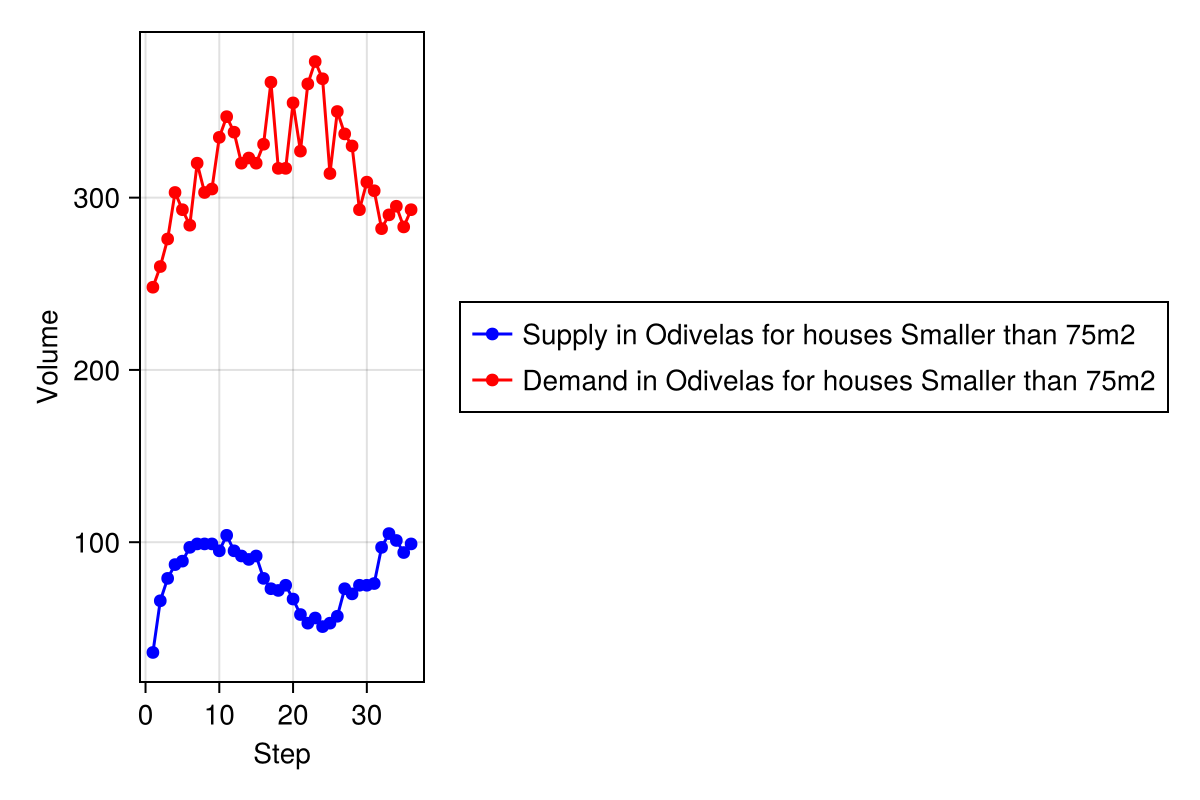 Volume
300
200
100
0 10 20 30
Step
Supply in Odivelas for houses Smaller than 75m2
Demand in Odivelas for houses Smaller than 75m2